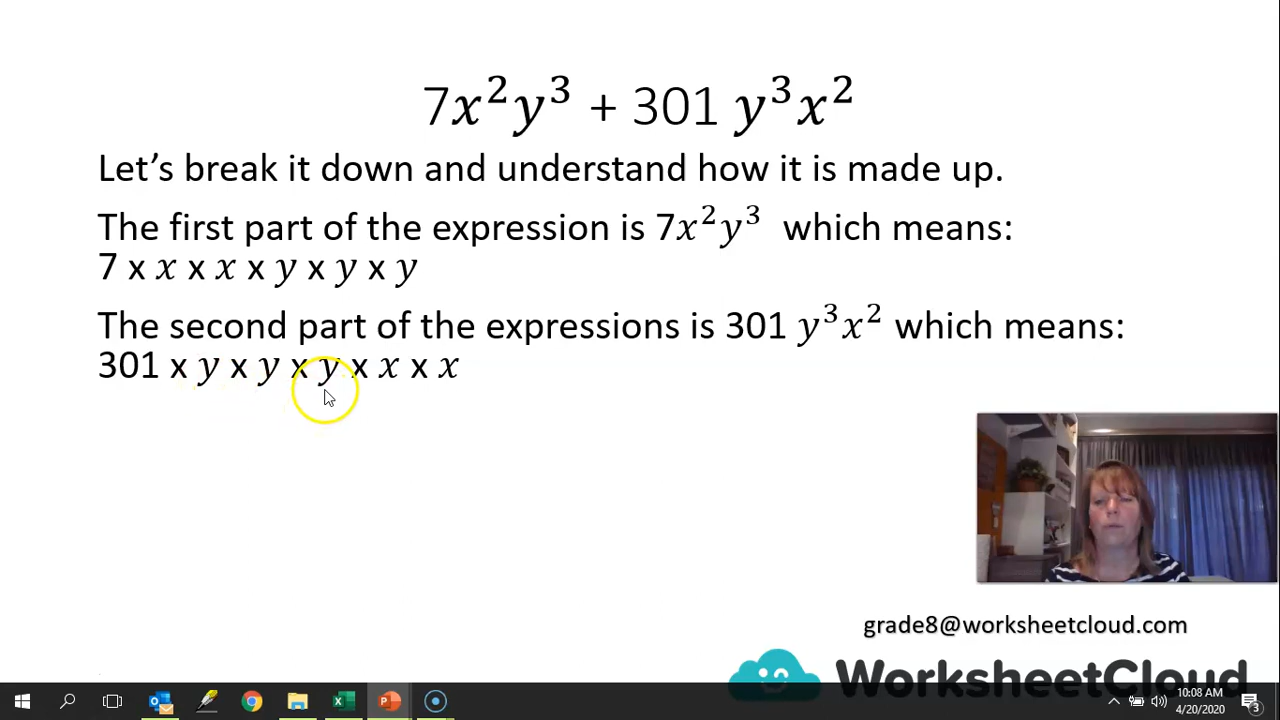 7x²y³ + 301 y³x²
Let's break it down and understand how it is made up.
The first part of the expression is 7x²y³ which means:
7 x x x x x y x y x y
The second part of the expressions is 301 y³x² which means:
301 x y x y x y x x x x
grade8@worksheetcloud.com
WorksheetCloud
10:08 AM
4/20/2020
3